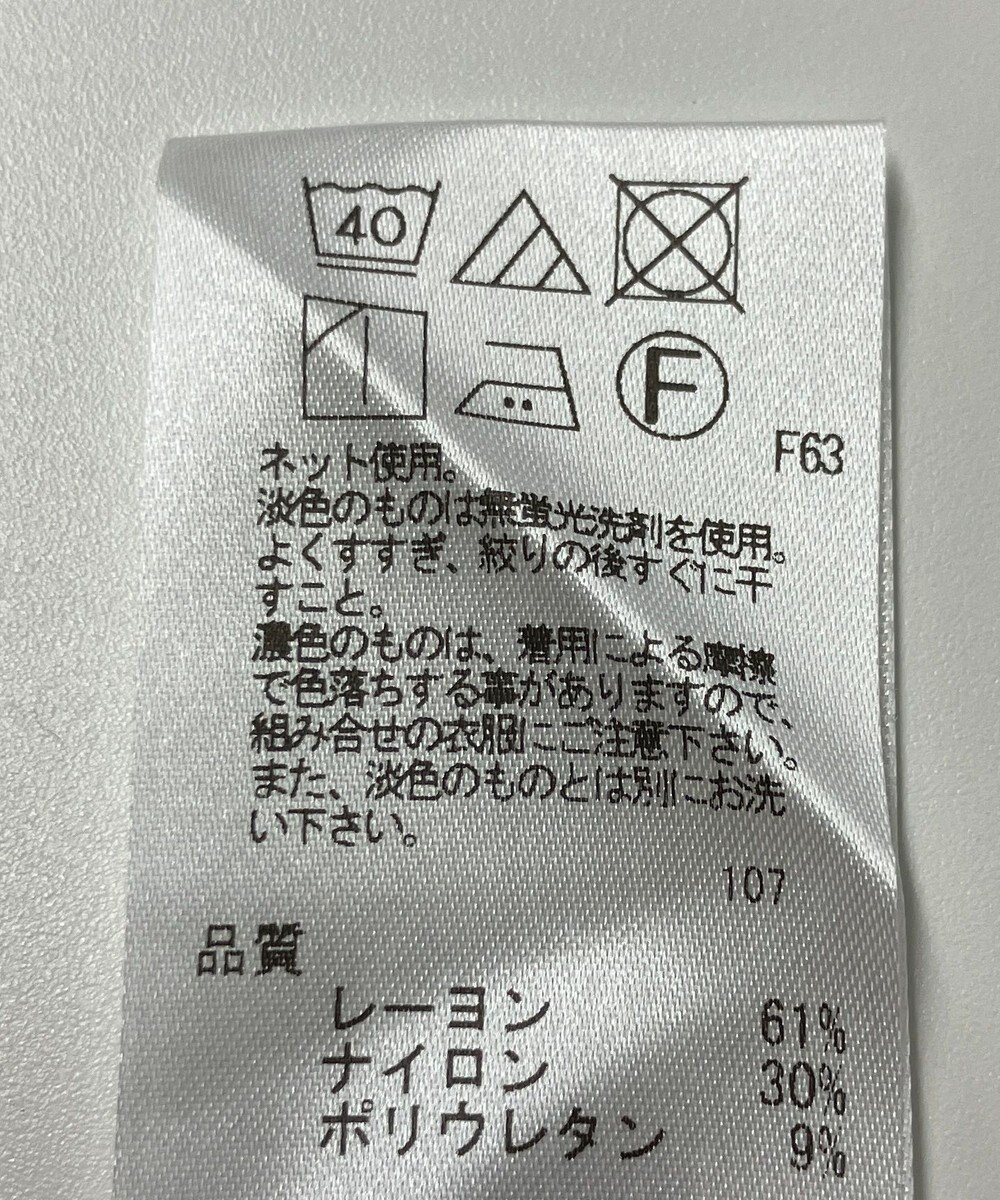 40
F
F63
ネット使用。
淡色のものは無蛍光洗剤を使用。
よくすすぎ、絞りの後すぐに干
すこと。
濃色のものは、着用による摩擦
で色落ちする事がありますので、
組み合せの衣服にご注意下さい。
また、淡色のものとは別にお洗
い下さい。
107
品質
レーヨン 61%
ナイロン 30%
ポリウレタン 9%